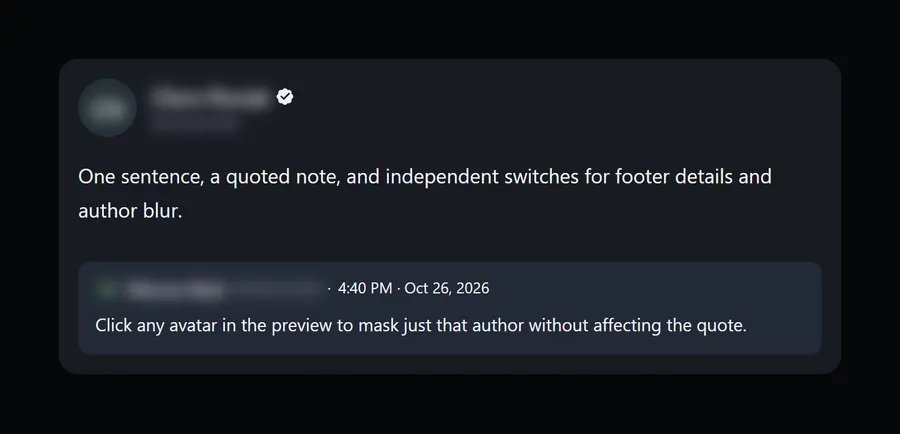 One sentence, a quoted note, and independent switches for footer details and
author blur.
· 4:40 PM · Oct 26, 2026
Click any avatar in the preview to mask just that author without affecting the quote.